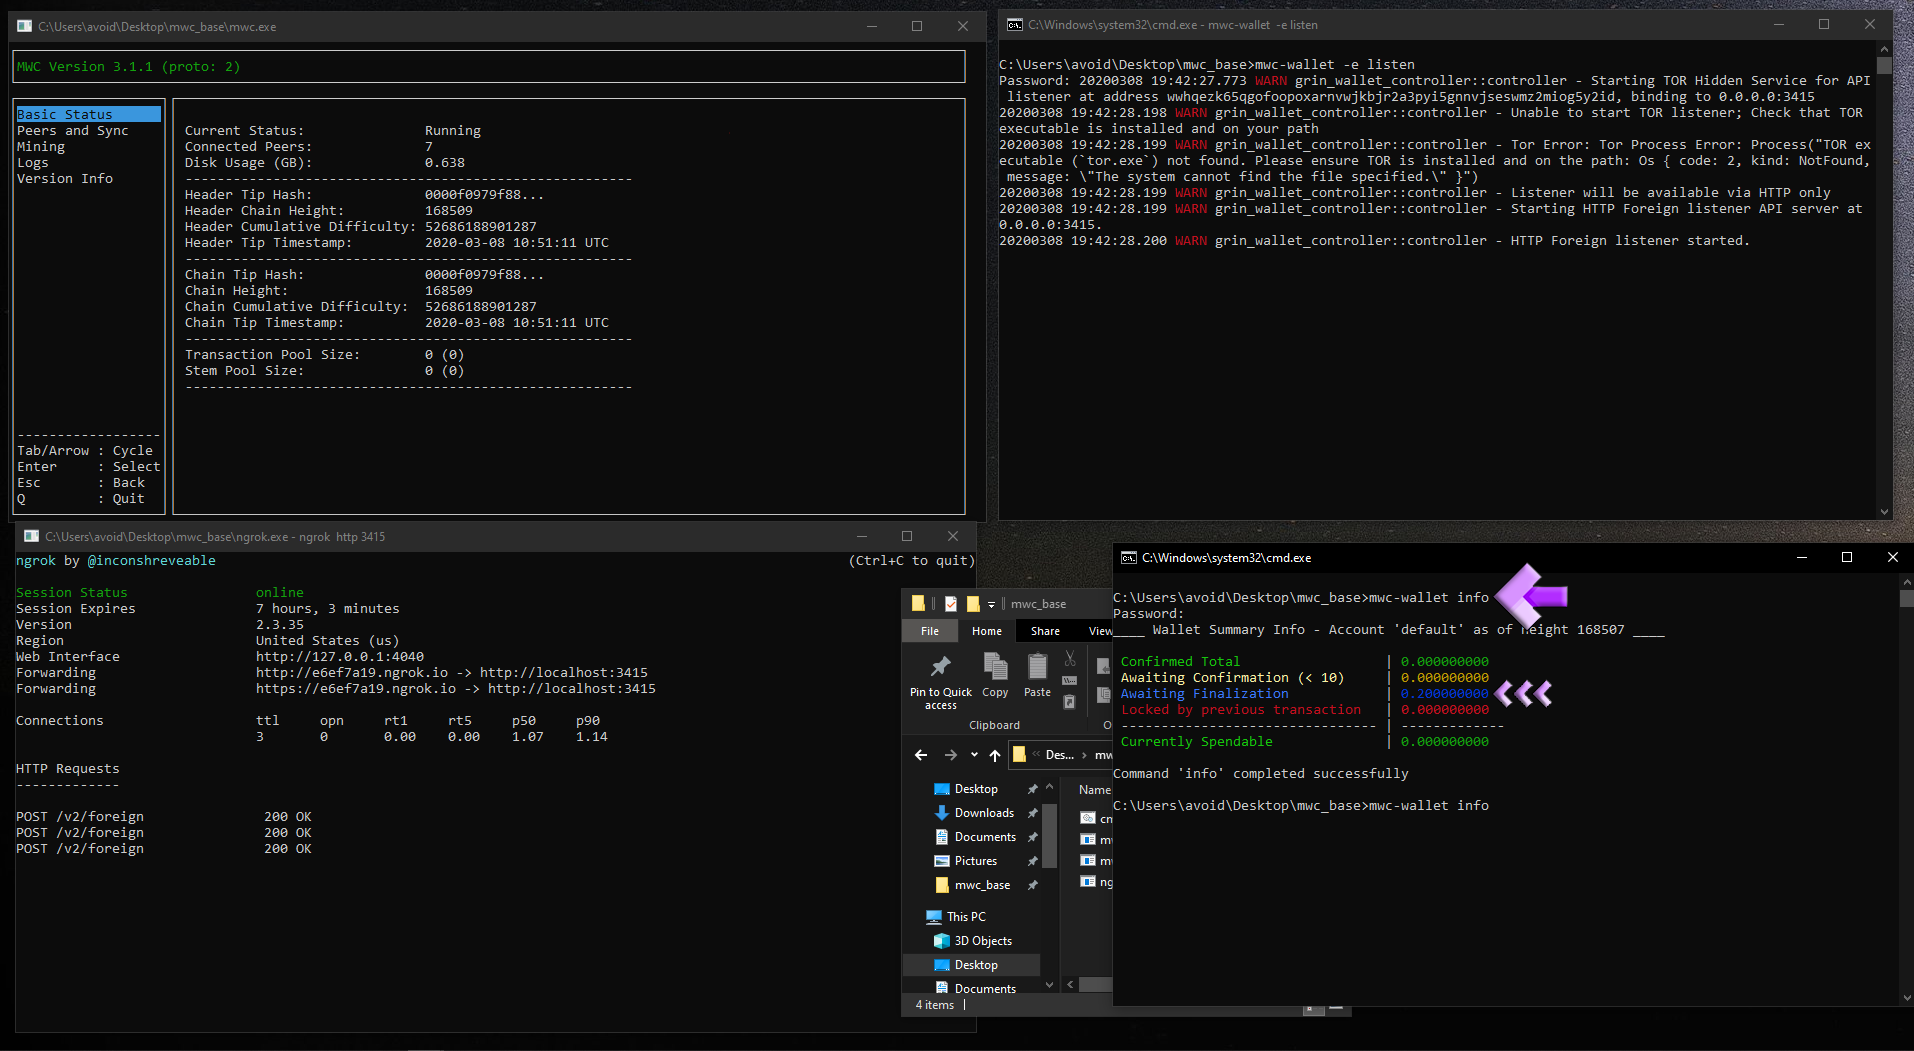 C:\Users\avoid\Desktop\mwc_base\mwc.exe
MWC Version 3.1.1 (proto: 2)
Basic Status
Peers and Sync
Mining
Logs
Version Info
------------------
Tab/Arrow : Cycle
Enter     : Select
Esc       : Back
Q         : Quit
Current Status:               Running
Connected Peers:              7
Disk Usage (GB):              0.638
--------------------------------------------------------
Header Tip Hash:              0000f0979f88...
Header Chain Height:          168509
Header Cumulative Difficulty: 52686188901287
Header Tip Timestamp:         2020-03-08 10:51:11 UTC
--------------------------------------------------------
Chain Tip Hash:               0000f0979f88...
Chain Height:                 168509
Chain Cumulative Difficulty:  52686188901287
Chain Tip Timestamp:          2020-03-08 10:51:11 UTC
--------------------------------------------------------
Transaction Pool Size:        0 (0)
Stem Pool Size:               0 (0)
--------------------------------------------------------
C:\Windows\system32\cmd.exe - mwc-wallet -e listen
C:\Users\avoid\Desktop\mwc_base>mwc-wallet -e listen
Password: 20200308 19:42:27.773 WARN grin_wallet_controller::controller - Starting TOR Hidden Service for API
listener at address wwhqezk65qgofoopoxarnvwjkbjr2a3pyi5gnnvjseswmz2miog5y2id, binding to 0.0.0.0:3415
20200308 19:42:28.198 WARN grin_wallet_controller::controller - Unable to start TOR listener; Check that TOR
executable is installed and on your path
20200308 19:42:28.199 WARN grin_wallet_controller::controller - Tor Error: Tor Process Error: Process("TOR ex
ecutable (`tor.exe`) not found. Please ensure TOR is installed and on the path: Os { code: 2, kind: NotFound,
message: \"The system cannot find the file specified.\" }")
20200308 19:42:28.199 WARN grin_wallet_controller::controller - Listener will be available via HTTP only
20200308 19:42:28.199 WARN grin_wallet_controller::controller - Starting HTTP Foreign listener API server at
0.0.0.0:3415.
20200308 19:42:28.200 WARN grin_wallet_controller::controller - HTTP Foreign listener started.
C:\Users\avoid\Desktop\mwc_base\ngrok.exe - ngrok http 3415
ngrok by @inconshreveable (Ctrl+C to quit)
Session Status                online
Session Expires               7 hours, 3 minutes
Version                       2.3.35
Region                        United States (us)
Web Interface                 http://127.0.0.1:4040
Forwarding                    http://e6ef7a19.ngrok.io -> http://localhost:3415
Forwarding                    https://e6ef7a19.ngrok.io -> http://localhost:3415
Connections                   ttl     opn     rt1     rt5     p50     p90
3       0       0.00    0.00    1.07    1.14
HTTP Requests
-------------
POST /v2/foreign               200 OK
POST /v2/foreign               200 OK
POST /v2/foreign               200 OK
mwc_base
File Home Share View
Pin to Quick access
Copy
Paste
Clipboard
Des... › mw
Desktop
Downloads
Documents
Pictures
mwc_base
This PC
3D Objects
Desktop
Documents
Name
cm
mw
mw
ng
4 items
C:\Windows\system32\cmd.exe
C:\Users\avoid\Desktop\mwc_base>mwc-wallet info
Password:
____ Wallet Summary Info - Account 'default' as of height 168507 ____
Confirmed Total                  | 0.000000000
Awaiting Confirmation (< 10)     | 0.000000000
Awaiting Finalization            | 0.200000000
Locked by previous transaction   | 0.000000000
-------------------------------- | -------------
Currently Spendable              | 0.000000000
Command 'info' completed successfully
C:\Users\avoid\Desktop\mwc_base>mwc-wallet info